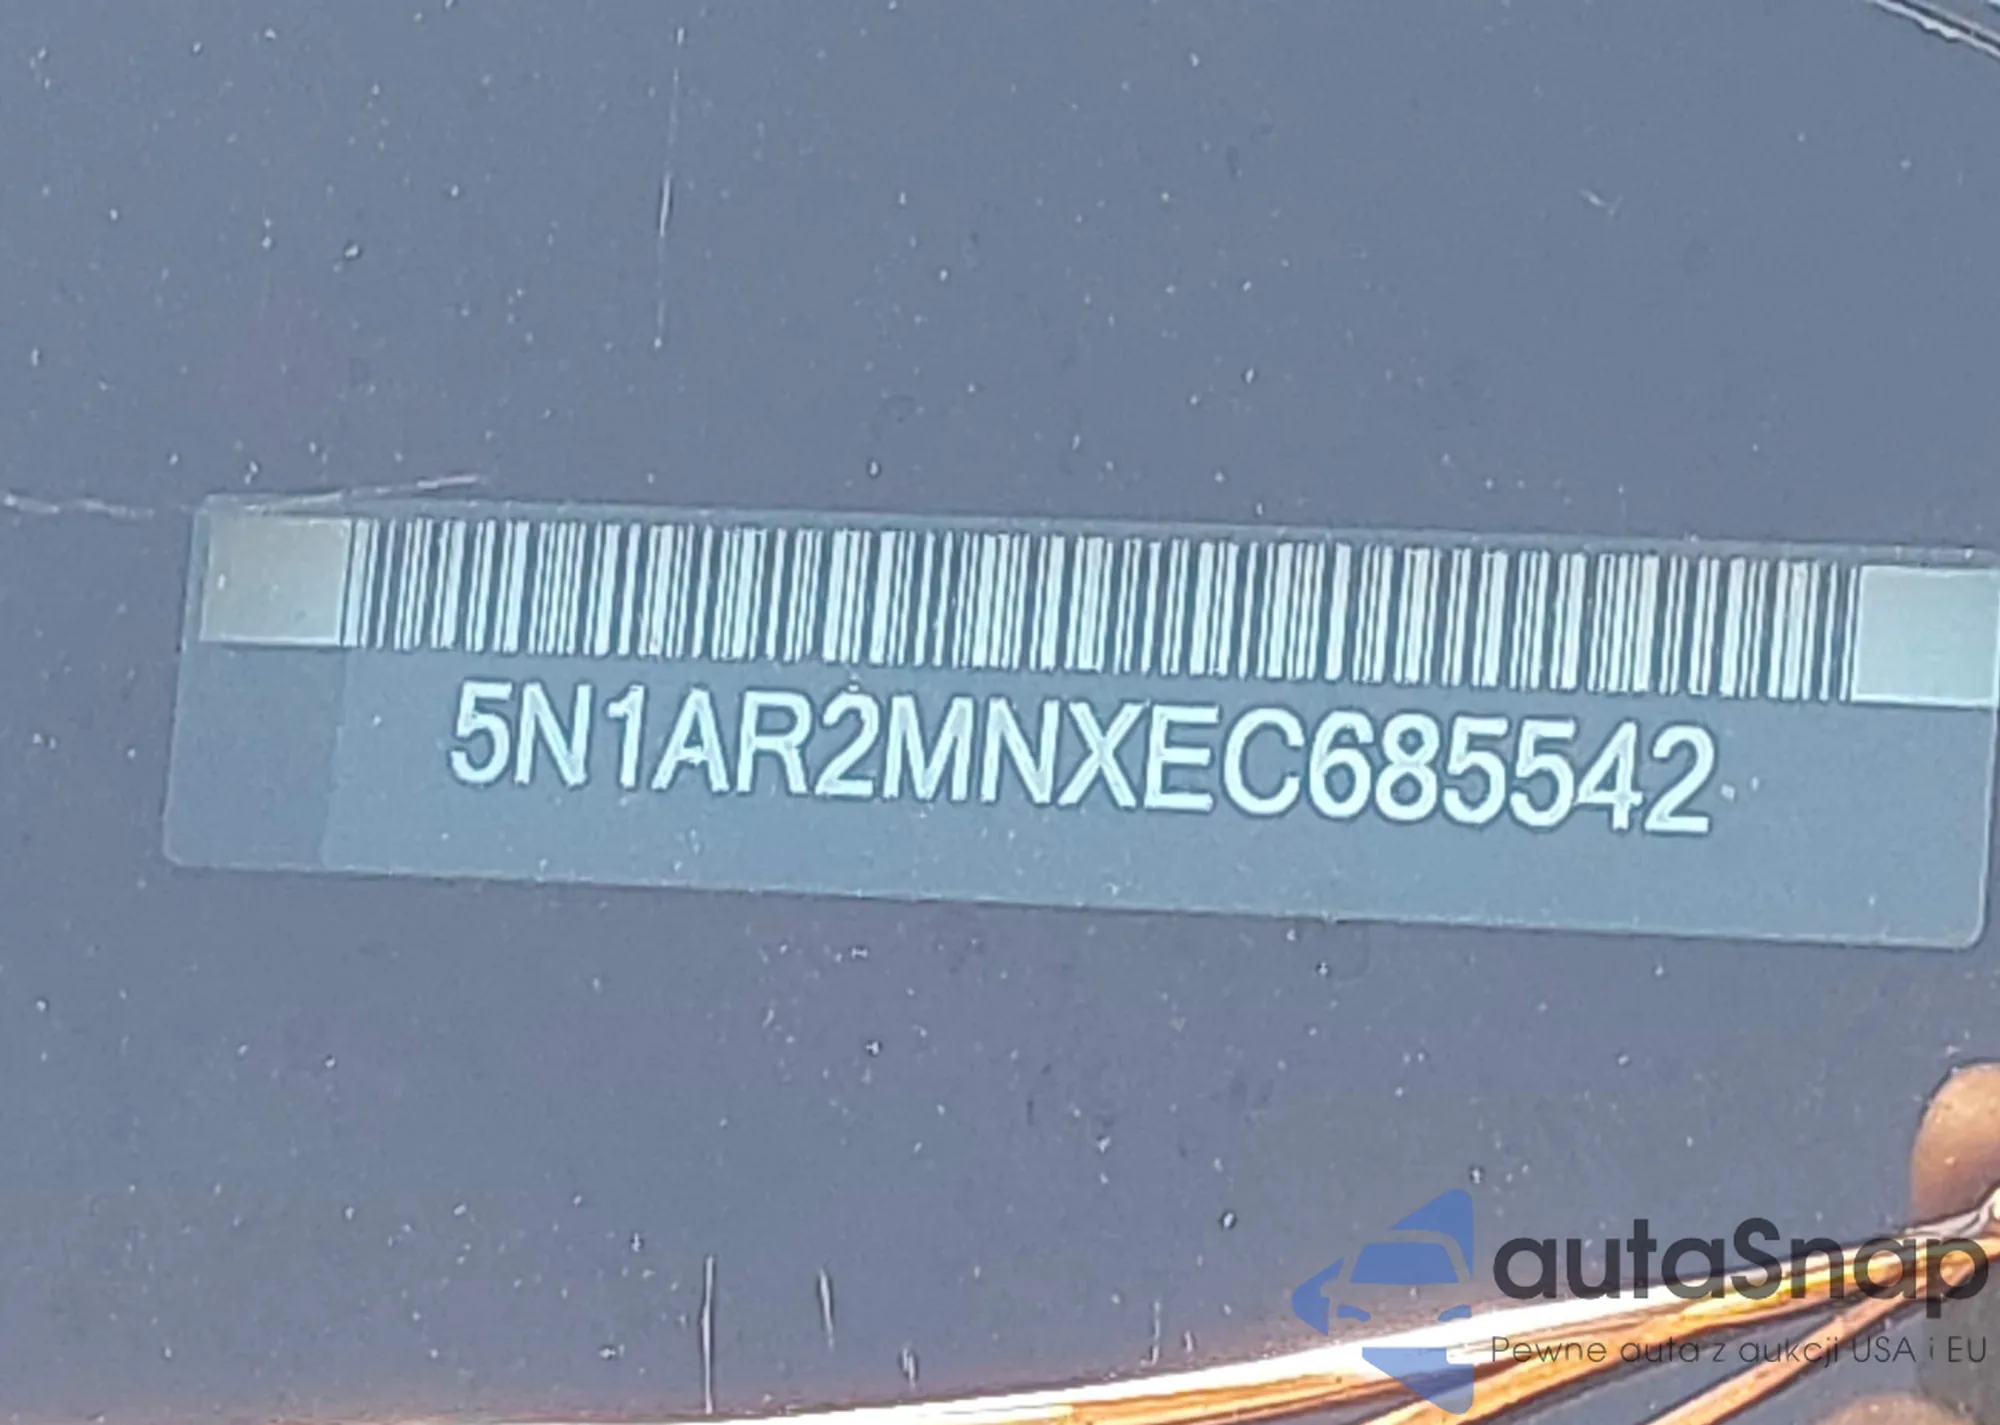 5N1AR2MNXEC685542
autaSnap
Pewne auta z aukcji USA i EU